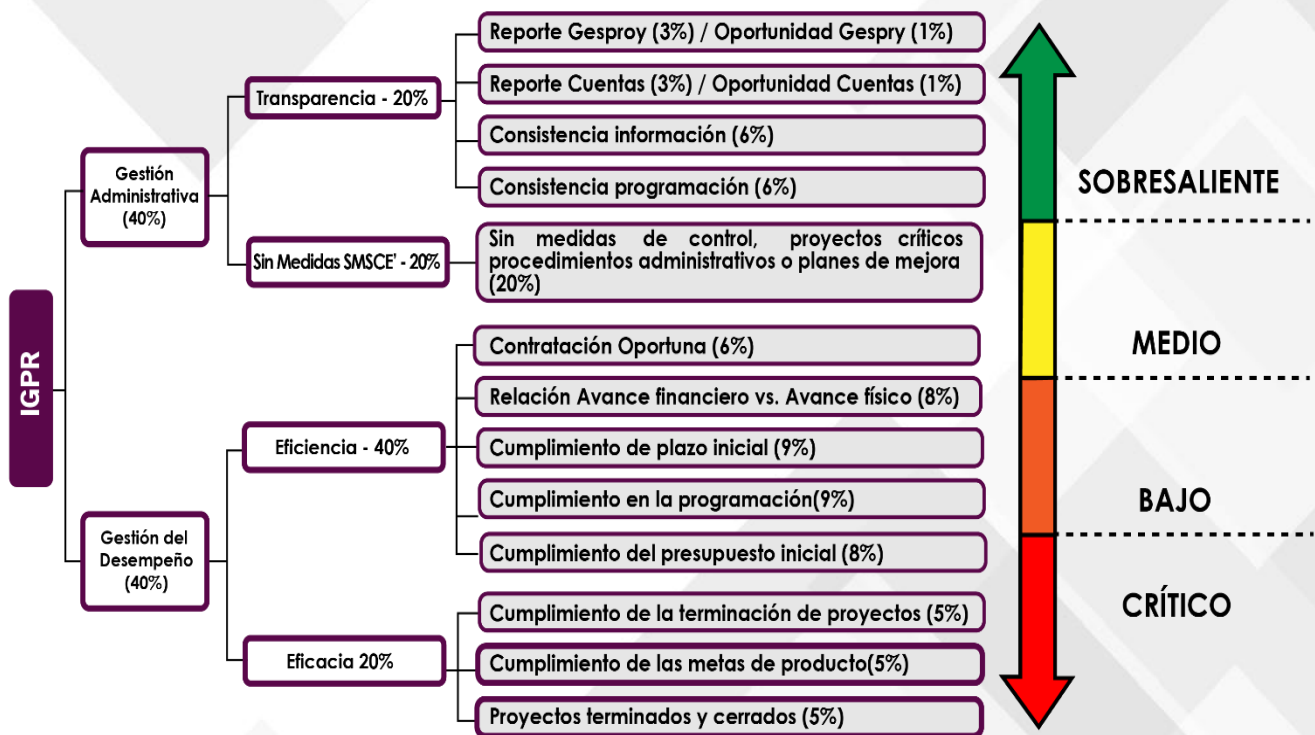 IGPR
Gestión
Administrativa
(40%)
Transparencia - 20%
Reporte Gesproy (3%) / Oportunidad Gespry (1%)
Reporte Cuentas (3%) / Oportunidad Cuentas (1%)
Consistencia información (6%)
Consistencia programación (6%)
Sin Medidas SMSCE' - 20%
Sin medidas de control, proyectos críticos
procedimientos administrativos o planes de mejora
(20%)
Gestión del
Desempeño
(40%)
Eficiencia - 40%
Contratación Oportuna (6%)
Relación Avance financiero vs. Avance físico (8%)
Cumplimiento de plazo inicial (9%)
Cumplimiento en la programación(9%)
Cumplimiento del presupuesto inicial (8%)
Eficacia 20%
Cumplimiento de la terminación de proyectos (5%)
Cumplimiento de las metas de producto(5%)
Proyectos terminados y cerrados (5%)
SOBRESALIENTE
MEDIO
BAJO
CRÍTICO